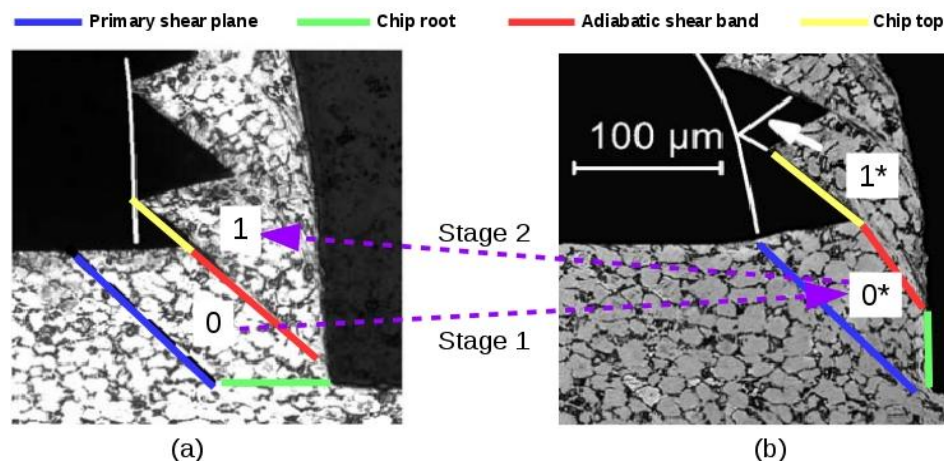 Primary shear plane Chip root Adiabatic shear band Chip top
100 µm
1*
1
Stage 2
0*
0
Stage 1
(a) (b)